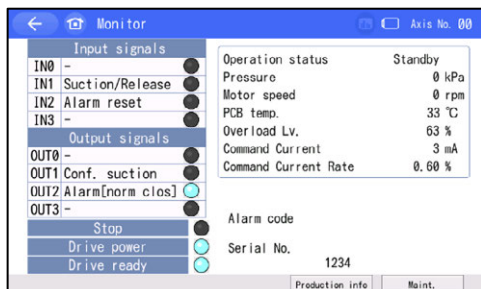 Monitor
Axis No. 00
Input signals
IN0 -
IN1 Suction/Release
IN2 Alarm reset
IN3 -
Output signals
OUT0 -
OUT1 Conf. suction
OUT2 Alarm[norm clos]
OUT3 -
Stop
Drive power
Drive ready
Operation status Standby
Pressure 0 kPa
Motor speed 0 rpm
PCB temp. 33 ℃
Overload Lv. 63 %
Command Current 3 mA
Command Current Rate 0.60 %
Alarm code
Serial No.
1234
Production info
Maint.